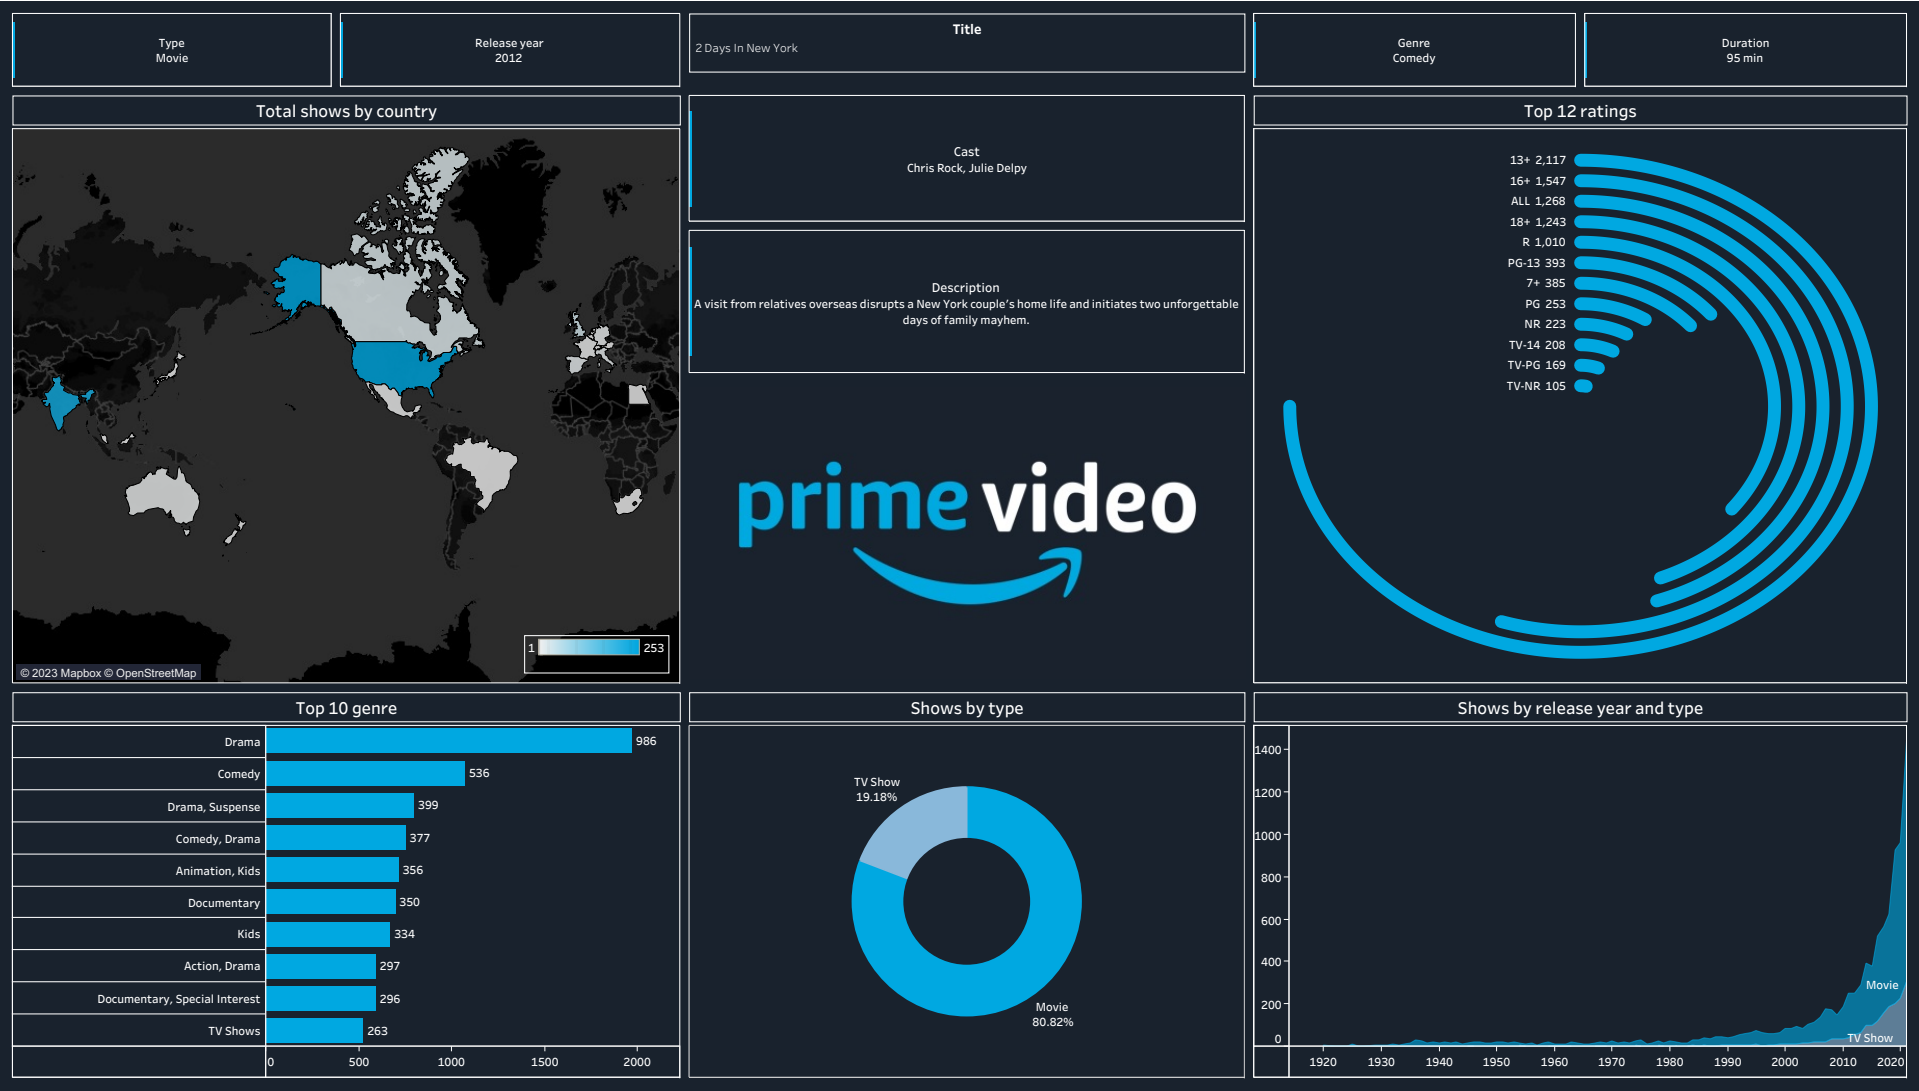 Type
Movie
Release year
2012
Title
2 Days In New York
Genre
Comedy
Duration
95 min
Total shows by country
© 2023 Mapbox © OpenStreetMap
1
253
Cast
Chris Rock, Julie Delpy
Description
A visit from relatives overseas disrupts a New York couple's home life and initiates two unforgettable
days of family mayhem.
prime video
Top 12 ratings
13+ 2,117
16+ 1,547
ALL 1,268
18+ 1,243
R 1,010
PG-13 393
7+ 385
PG 253
NR 223
TV-14 208
TV-PG 169
TV-NR 105
Top 10 genre
Drama 986
Comedy 536
Drama, Suspense 399
Comedy, Drama 377
Animation, Kids 356
Documentary 350
Kids 334
Action, Drama 297
Documentary, Special Interest 296
TV Shows 263
0 500 1000 1500 2000
Shows by type
TV Show
19.18%
Movie
80.82%
Shows by release year and type
1400
1200
1000
800
600
400
200
0
Movie
TV Show
1920 1930 1940 1950 1960 1970 1980 1990 2000 2010 2020